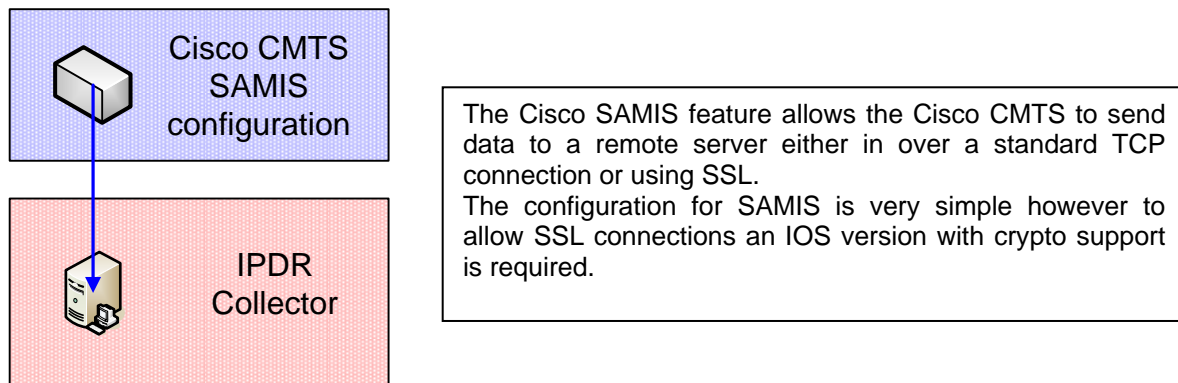 Cisco CMTS
SAMIS
configuration
IPDR
Collector
The Cisco SAMIS feature allows the Cisco CMTS to send
data to a remote server either in over a standard TCP
connection or using SSL.
The configuration for SAMIS is very simple however to
allow SSL connections an IOS version with crypto support
is required.